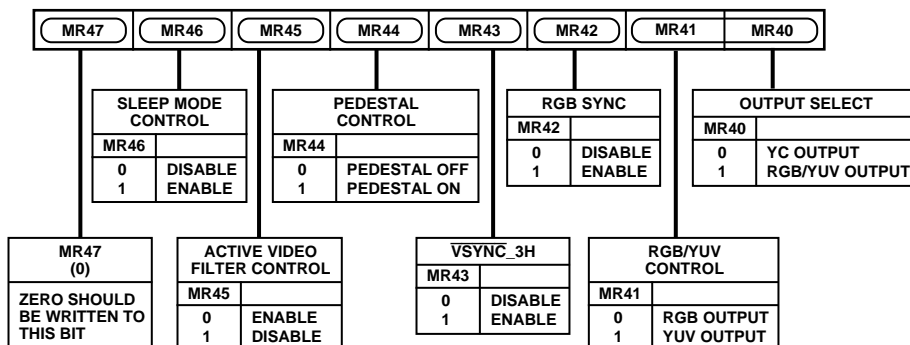 MR47 MR46 MR45 MR44 MR43 MR42 MR41 MR40
SLEEP MODE
CONTROL
MR46
0 DISABLE
1 ENABLE
PEDESTAL
CONTROL
MR44
0 PEDESTAL OFF
1 PEDESTAL ON
RGB SYNC
MR42
0 DISABLE
1 ENABLE
OUTPUT SELECT
MR40
0 YC OUTPUT
1 RGB/YUV OUTPUT
MR47
(0)
ZERO SHOULD
BE WRITTEN TO
THIS BIT
ACTIVE VIDEO
FILTER CONTROL
MR45
0 ENABLE
1 DISABLE
V̅S̅Y̅N̅C̅_3H
MR43
0 DISABLE
1 ENABLE
RGB/YUV
CONTROL
MR41
0 RGB OUTPUT
1 YUV OUTPUT